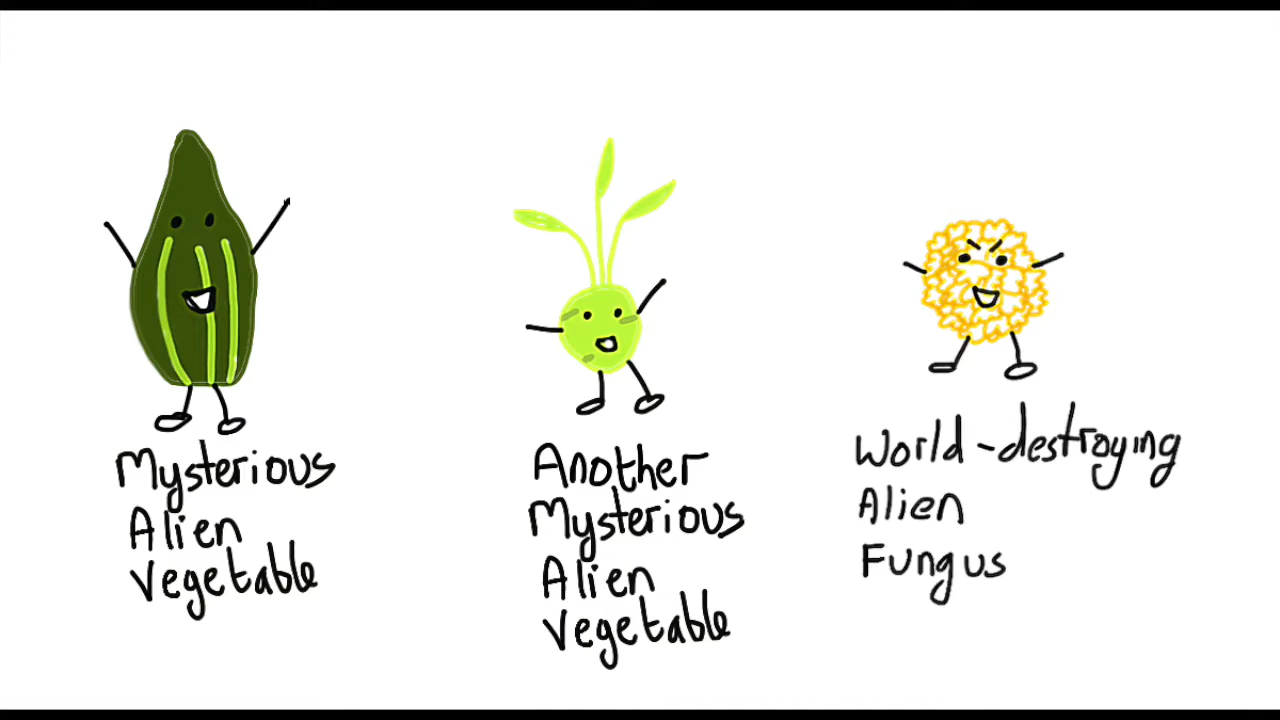 Mysterious
Alien
Vegetable
Another
Mysterious
Alien
Vegetable
World-destroying
Alien
Fungus